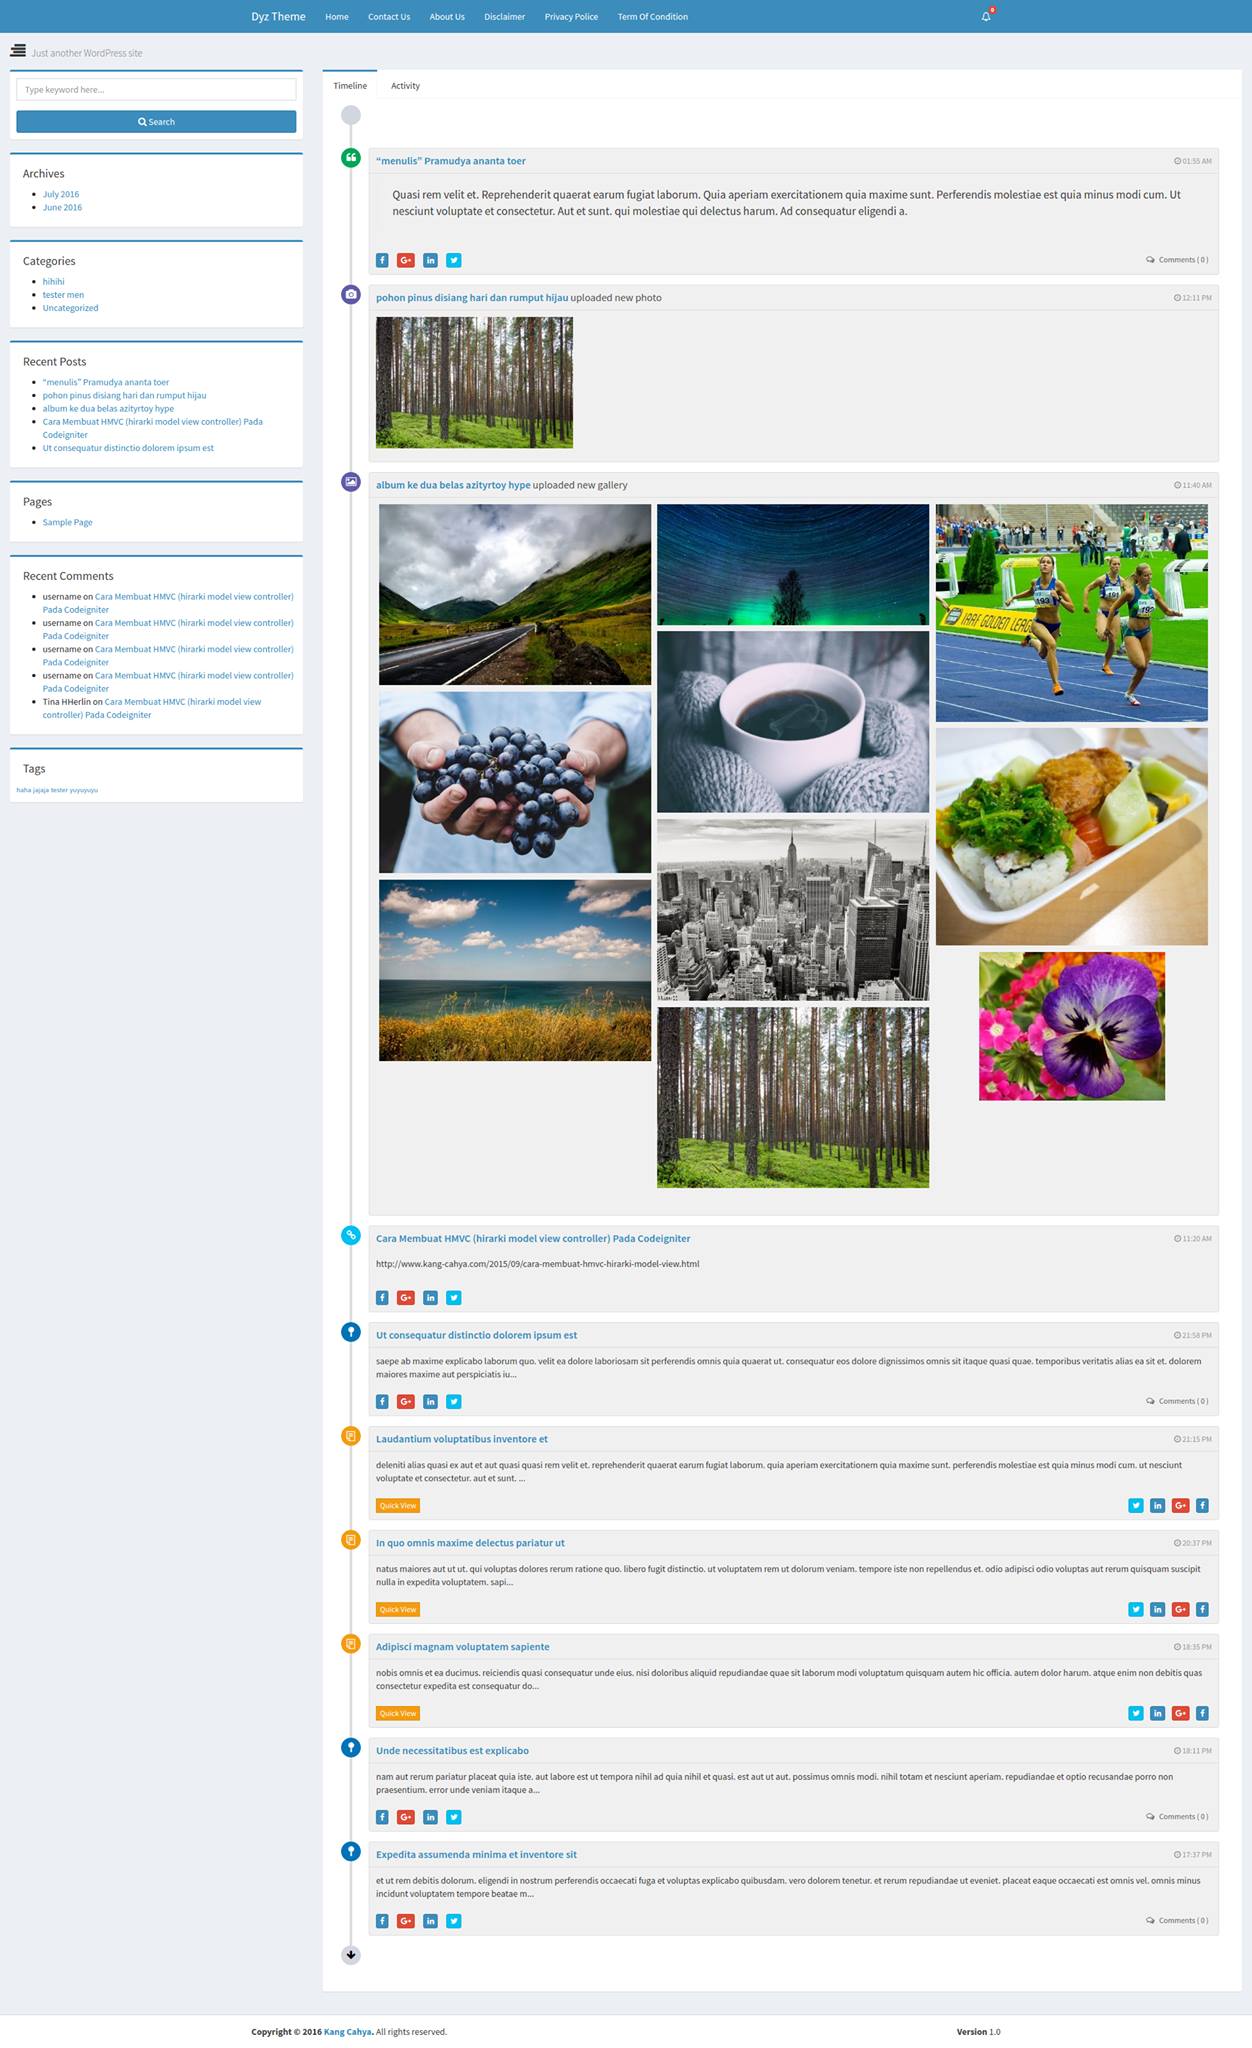 Dyz Theme Home Contact Us About Us Disclaimer Privacy Policy Term Of Condition
Just another WordPress site
Type keyword here...
Search
Archives
July 2016
June 2016
Categories
hihihi
tester men
Uncategorized
Recent Posts
“menulis” Pramudya ananta toer
pohon pinus disiang hari dan rumput hijau
album ke dua belas azityrtoy hype
Cara Membuat HMVC (hirarki model view controller) Pada
Codeigniter
Ut consequatur distinctio dolorem ipsum est
Pages
Sample Page
Recent Comments
username on Cara Membuat HMVC (hirarki model view controller)
Pada Codeigniter
username on Cara Membuat HMVC (hirarki model view controller)
Pada Codeigniter
username on Cara Membuat HMVC (hirarki model view controller)
Pada Codeigniter
username on Cara Membuat HMVC (hirarki model view controller)
Pada Codeigniter
Tina HHerlin on Cara Membuat HMVC (hirarki model view
controller) Pada Codeigniter
Tags
haha jajaja tester yuyuyuyu
Timeline Activity
“menulis” Pramudya ananta toer 01:55 AM
Quasi rem velit et. Reprehenderit quaerat earum fugiat laborum. Quia aperiam exercitationem quia maxime sunt. Perferendis molestiae est quia minus modi cum. Ut
nesciunt voluptate et consectetur. Aut et sunt. qui molestiae qui delectus harum. Ad consequatur eligendi a.
Comments ( 0 )
pohon pinus disiang hari dan rumput hijau uploaded new photo 12:11 PM
album ke dua belas azityrtoy hype uploaded new gallery 11:40 AM
193
191
192
IAAF GOLDEN LEAG
Cara Membuat HMVC (hirarki model view controller) Pada Codeigniter 11:20 AM
http://www.kang-cahya.com/2015/09/cara-membuat-hmvc-hirarki-model-view.html
Ut consequatur distinctio dolorem ipsum est 21:58 PM
saepe ab maxime explicabo laborum quo. velit ea dolore laboriosam sit perferendis omnis quia quaerat ut. consequatur eos dolore dignissimos omnis sit itaque quasi quae. temporibus veritatis alias ea sit et. dolorem
maiores maxime aut perspiciatis iu...
Comments ( 0 )
Laudantium voluptatibus inventore et 21:15 PM
deleniti alias quasi ex aut et aut quasi quasi rem velit et. reprehenderit quaerat earum fugiat laborum. quia aperiam exercitationem quia maxime sunt. perferendis molestiae est quia minus modi cum. ut nesciunt
voluptate et consectetur. aut et sunt. ...
Quick View
In quo omnis maxime delectus pariatur ut 20:37 PM
natus maiores aut ut ut. qui voluptas dolores rerum ratione quo. libero fugit distinctio. ut voluptatem rem ut dolorum veniam. tempore iste non repellendus et. odio adipisci odio voluptas aut rerum quisquam suscipit
nulla in expedita voluptatem. sapi...
Quick View
Adipisci magnam voluptatem sapiente 18:35 PM
nobis omnis et ea ducimus. reiciendis quasi consequatur unde eius. nisi doloribus aliquid repudiandae quae sit laborum modi voluptatum quisquam autem hic officia. autem dolor harum. atque enim non debitis quas
consectetur expedita est consequatur do...
Quick View
Unde necessitatibus est explicabo 18:11 PM
nam aut rerum pariatur placeat quia iste. aut labore est ut tempora nihil ad quia nihil et quasi. est aut ut aut. possimus omnis modi. nihil totam et nesciunt aperiam. repudiandae et optio recusandae porro non
praesentium. error unde veniam itaque a...
Comments ( 0 )
Expedita assumenda minima et inventore sit 17:37 PM
et ut rem debitis dolorum. eligendi in nostrum perferendis occaecati fuga et voluptas explicabo quibusdam. vero dolorem tenetur. et rerum repudiandae ut eveniet. placeat eaque occaecati est omnis vel. omnis minus
incidunt voluptatem tempore beatae m...
Comments ( 0 )
Copyright © 2016 Kang Cahya. All rights reserved. Version 1.0